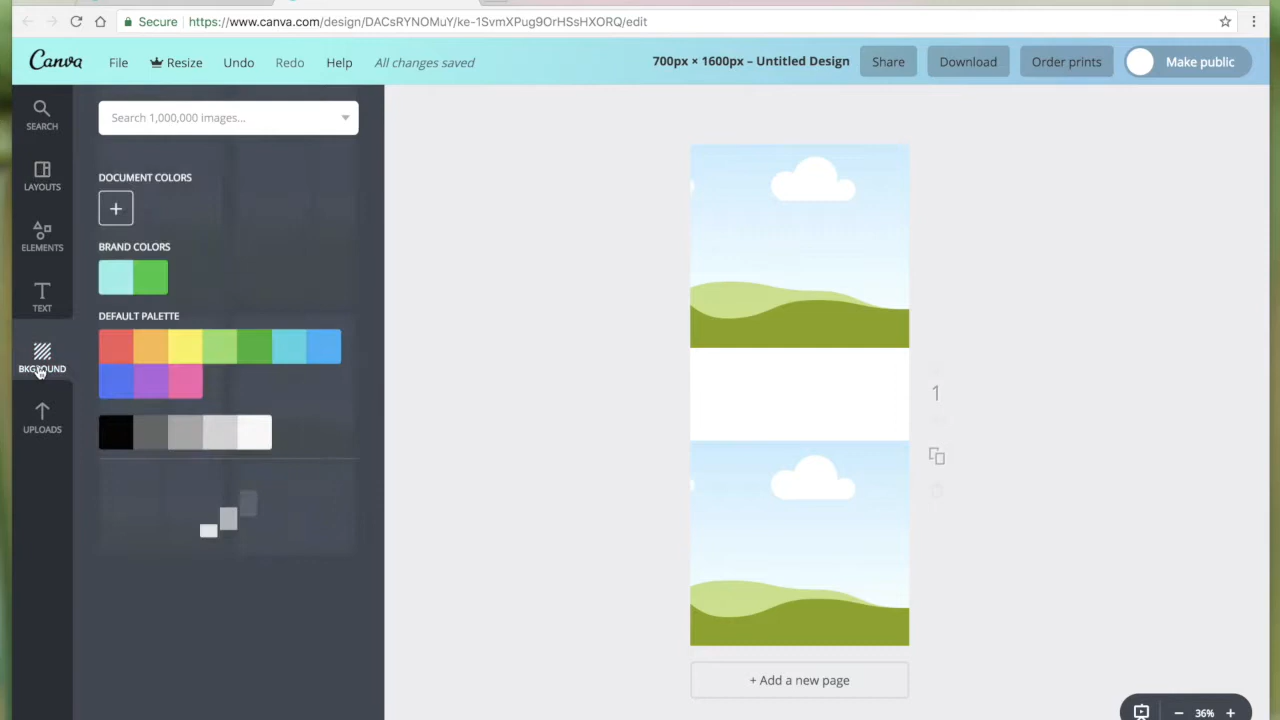 Secure https://www.canva.com/design/DACsRYNOMuY/ke-1SvmXPug9OrHSsHXORQ/edit
Canva File Resize Undo Redo Help All changes saved 700px × 1600px – Untitled Design Share Download Order prints Make public
SEARCH
LAYOUTS
ELEMENTS
TEXT
BKGROUND
UPLOADS
Search 1,000,000 images...
DOCUMENT COLORS
+
BRAND COLORS
DEFAULT PALETTE
1
+ Add a new page
− 36% +